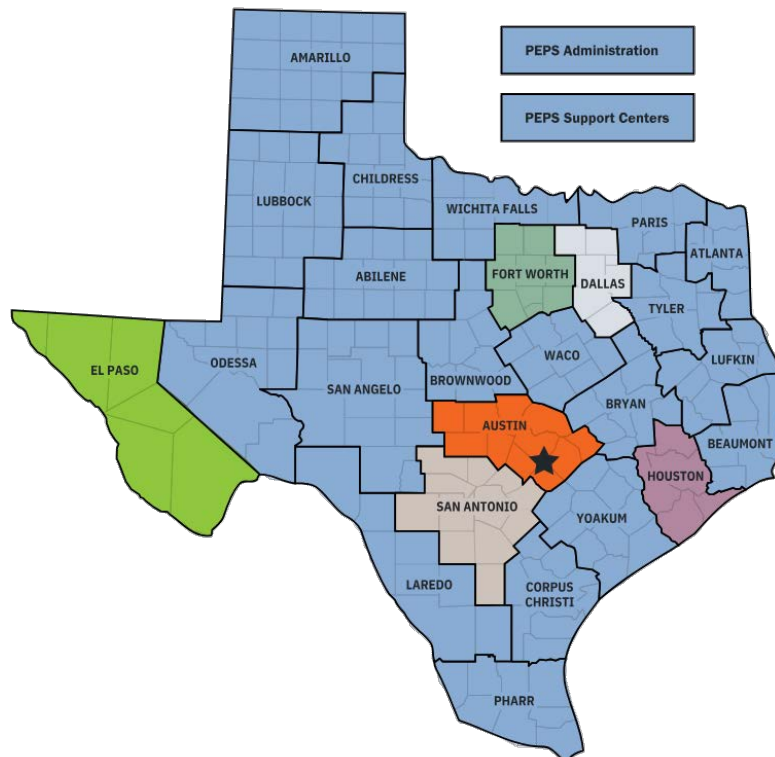 PEPS Administration
AMARILLO
PEPS Support Centers
CHILDRESS
LUBBOCK
WICHITA FALLS
PARIS
ATLANTA
ABILENE
FORT WORTH
DALLAS
TYLER
EL PASO
ODESSA
WACO
LUFKIN
SAN ANGELO
BROWNWOOD
BRYAN
AUSTIN
BEAUMONT
HOUSTON
SAN ANTONIO
YOAKUM
LAREDO
CORPUS
CHRISTI
PHARR